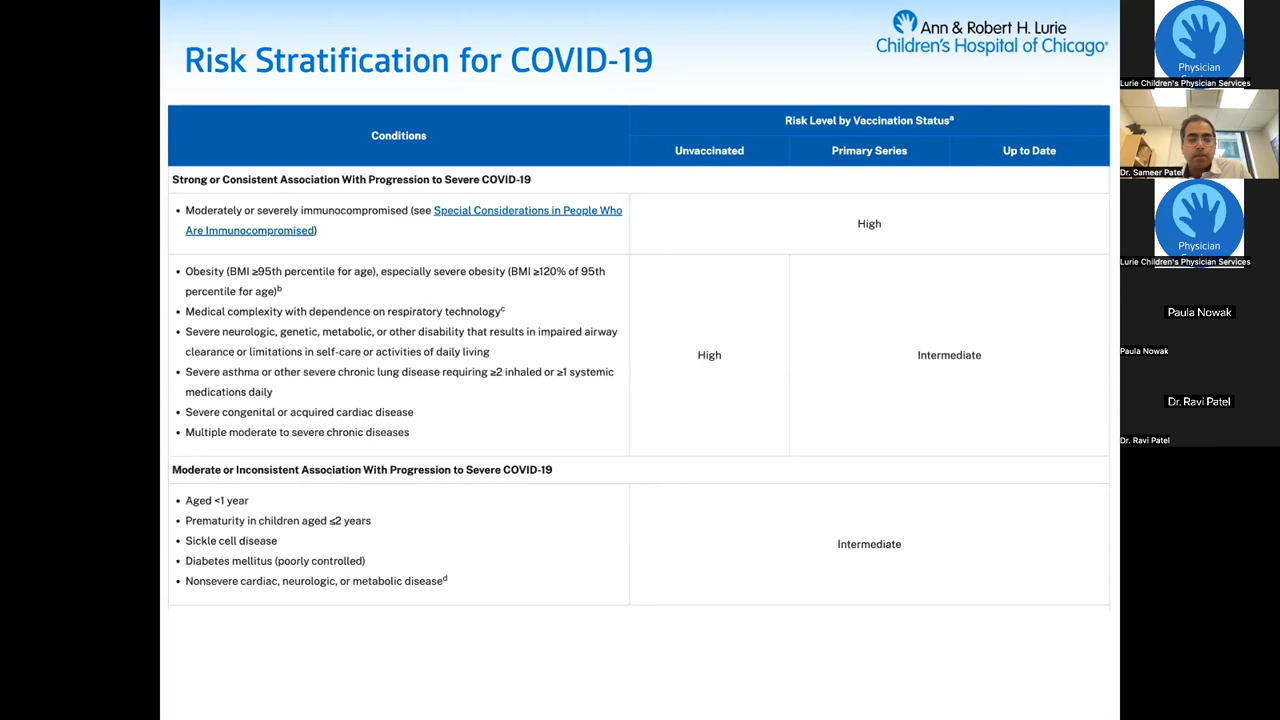 Risk Stratification for COVID-19
Ann & Robert H. Lurie
Children's Hospital of Chicago®
Conditions
Risk Level by Vaccination Statusᵃ
Unvaccinated
Primary Series
Up to Date
Strong or Consistent Association With Progression to Severe COVID-19
• Moderately or severely immunocompromised (see Special Considerations in People Who
Are Immunocompromised)
High
• Obesity (BMI ≥95th percentile for age), especially severe obesity (BMI ≥120% of 95th
percentile for age)ᵇ
• Medical complexity with dependence on respiratory technologyᶜ
• Severe neurologic, genetic, metabolic, or other disability that results in impaired airway
clearance or limitations in self-care or activities of daily living
• Severe asthma or other severe chronic lung disease requiring ≥2 inhaled or ≥1 systemic
medications daily
• Severe congenital or acquired cardiac disease
• Multiple moderate to severe chronic diseases
High
Intermediate
Moderate or Inconsistent Association With Progression to Severe COVID-19
• Aged <1 year
• Prematurity in children aged ≤2 years
• Sickle cell disease
• Diabetes mellitus (poorly controlled)
• Nonsevere cardiac, neurologic, or metabolic diseaseᵈ
Intermediate
Physician
Lurie Children's Physician Services
Dr. Sameer Patel
Physician
Lurie Children's Physician Services
Paula Nowak
Paula Nowak
Dr. Ravi Patel
Dr. Ravi Patel